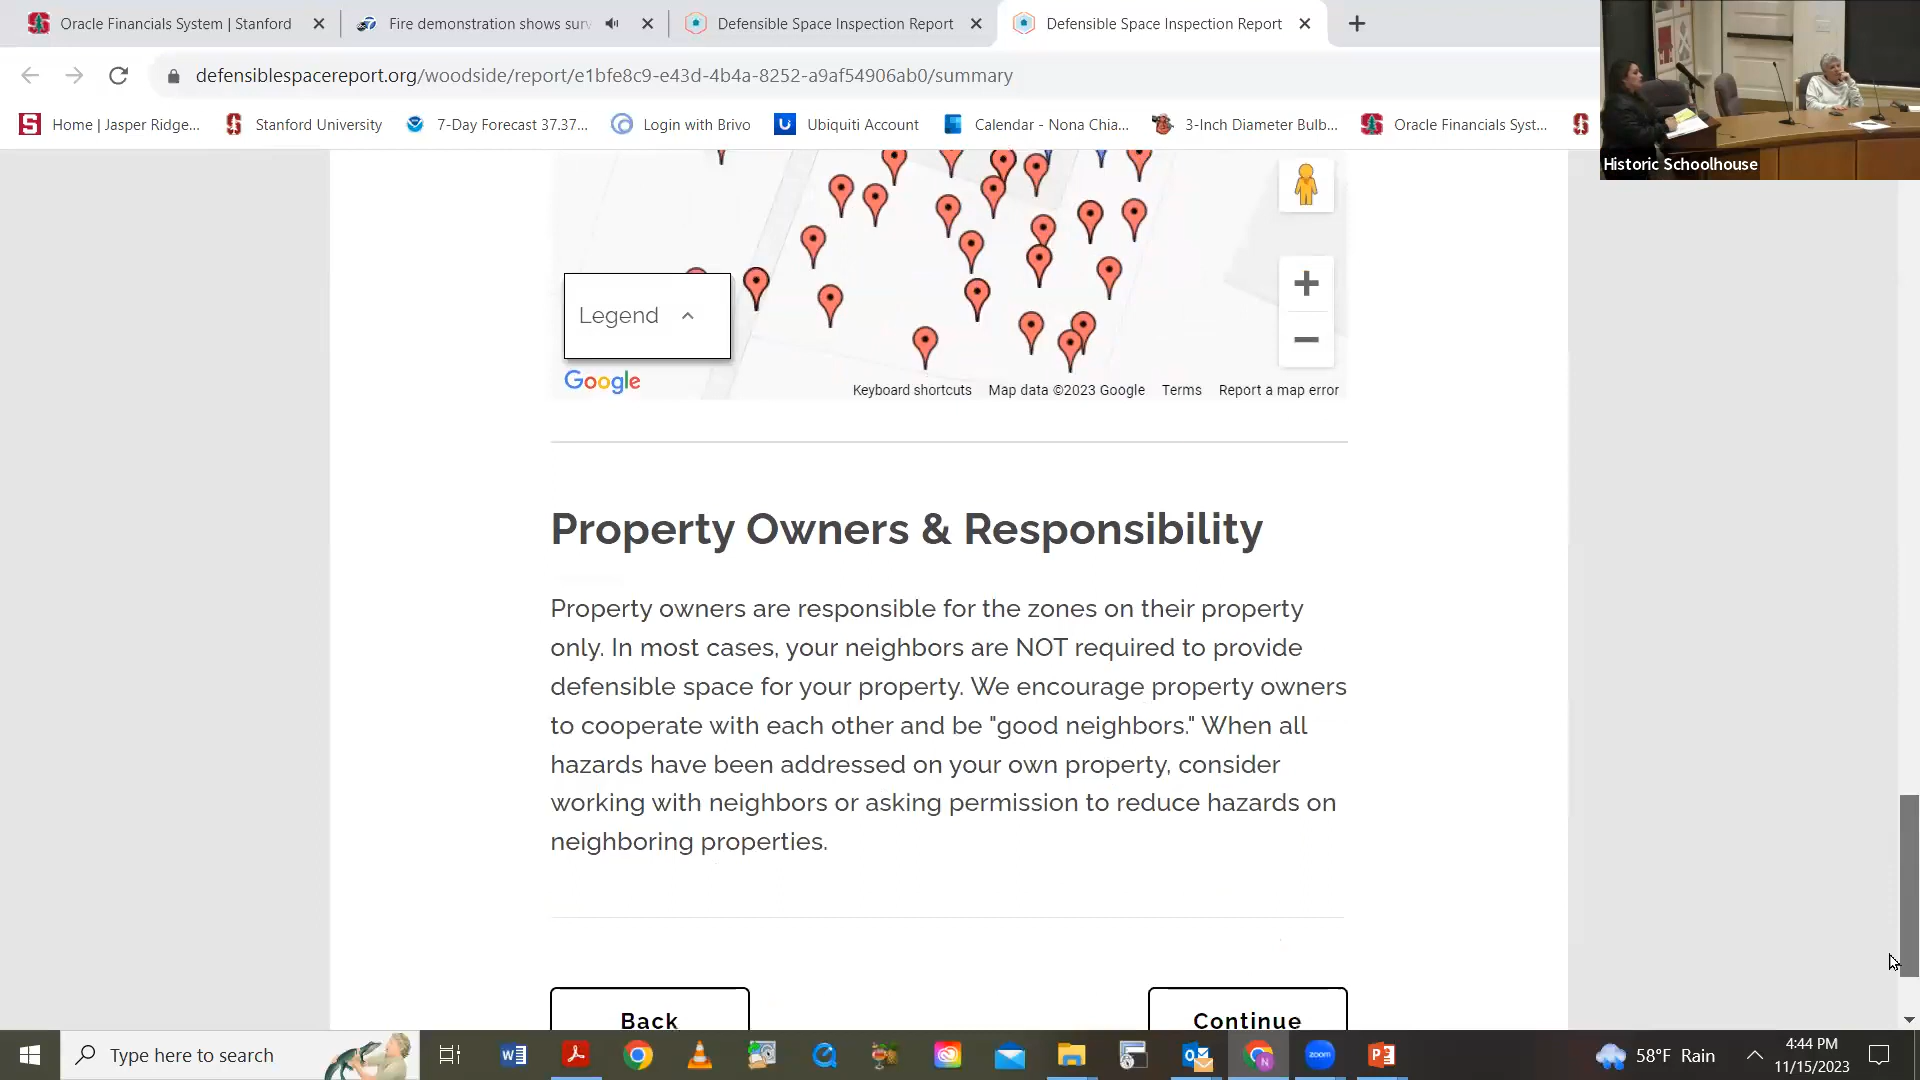 Oracle Financials System | Stanford
Fire demonstration shows surv
Defensible Space Inspection Report
Defensible Space Inspection Report
defensiblespacereport.org/woodside/report/e1bfe8c9-e43d-4b4a-8252-a9af54906ab0/summary
Home | Jasper Ridge...
Stanford University
7-Day Forecast 37.37...
Login with Brivo
Ubiquiti Account
Calendar - Nona Chia...
3-Inch Diameter Bulb...
Oracle Financials Syst...
Historic Schoolhouse
Legend
Google
Keyboard shortcuts
Map data ©2023 Google
Terms
Report a map error
Property Owners & Responsibility
Property owners are responsible for the zones on their property
only. In most cases, your neighbors are NOT required to provide
defensible space for your property. We encourage property owners
to cooperate with each other and be "good neighbors." When all
hazards have been addressed on your own property, consider
working with neighbors or asking permission to reduce hazards on
neighboring properties.
Back
Continue
Type here to search
58°F Rain
4:44 PM
11/15/2023